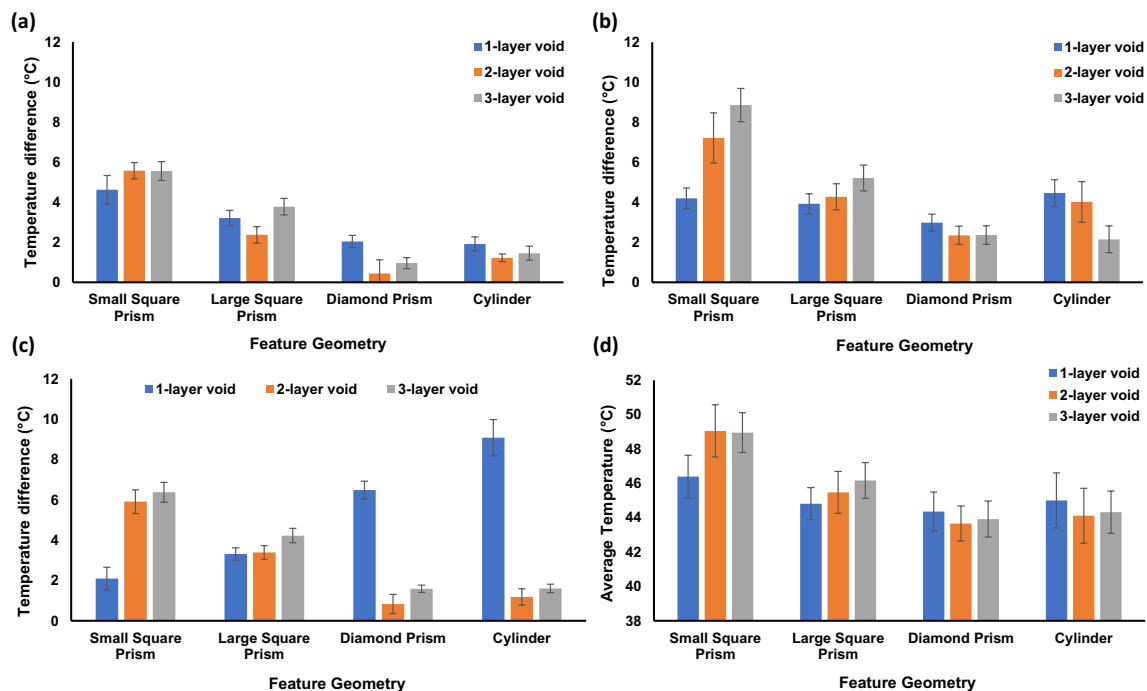 (a)
12
10
8
6
4
2
0
Temperature difference (°C)
1-layer void
2-layer void
3-layer void
Small Square Prism
Large Square Prism
Diamond Prism
Cylinder
Feature Geometry
(b)
12
10
8
6
4
2
0
Temperature difference (°C)
1-layer void
2-layer void
3-layer void
Small Square Prism
Large Square Prism
Diamond Prism
Cylinder
Feature Geometry
(c)
12
10
8
6
4
2
0
Temperature difference (°C)
1-layer void 2-layer void 3-layer void
Small Square Prism
Large Square Prism
Diamond Prism
Cylinder
Feature Geometry
(d)
52
50
48
46
44
42
40
38
Average Temperature (°C)
1-layer void
2-layer void
3-layer void
Small Square Prism
Large Square Prism
Diamond Prism
Cylinder
Feature Geometry